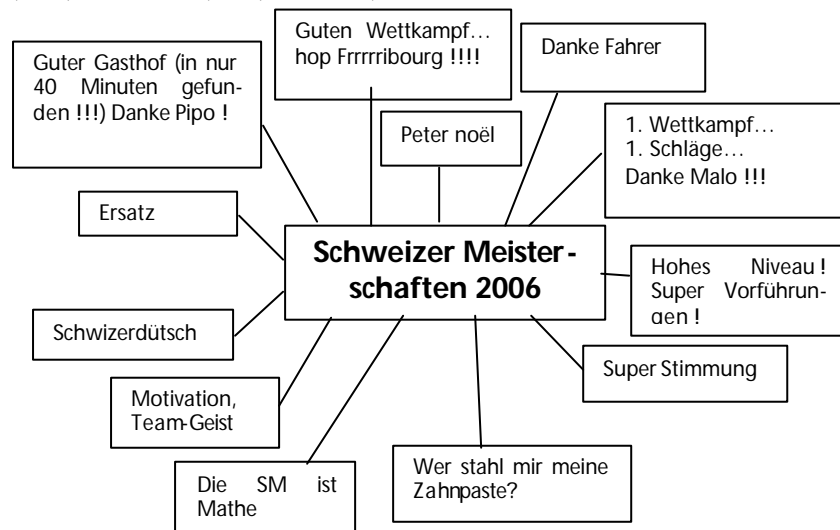 Guten Wettkampf…
hop Frrrrribourg !!!!
Danke Fahrer
Guter Gasthof (in nur
40 Minuten gefun-
den !!!) Danke Pipo !
Peter noël
1. Wettkampf…
1. Schläge…
Danke Malo !!!
Ersatz
Schweizer Meister-
schaften 2006
Hohes Niveau !
Super Vorführun-
gen !
Schwizerdütsch
Super Stimmung
Motivation,
Team-Geist
Wer stahl mir meine
Zahnpaste?
Die SM ist
Mathe